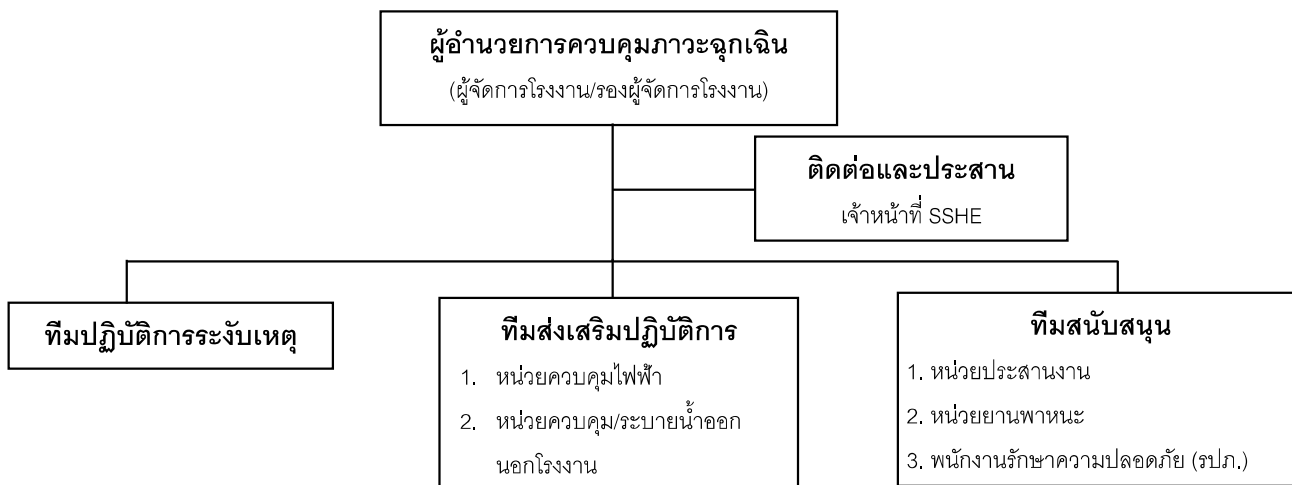 ผู้อำนวยการควบคุมภาวะฉุกเฉิน
(ผู้จัดการโรงงาน/รองผู้จัดการโรงงาน)
ติดต่อและประสาน
เจ้าหน้าที่ SSHE
ทีมปฏิบัติการระงับเหตุ
ทีมส่งเสริมปฏิบัติการ
1. หน่วยควบคุมไฟฟ้า
2. หน่วยควบคุม/ระบายน้ำออก
นอกโรงงาน
ทีมสนับสนุน
1. หน่วยประสานงาน
2. หน่วยยานพาหนะ
3. พนักงานรักษาความปลอดภัย (รปภ.)